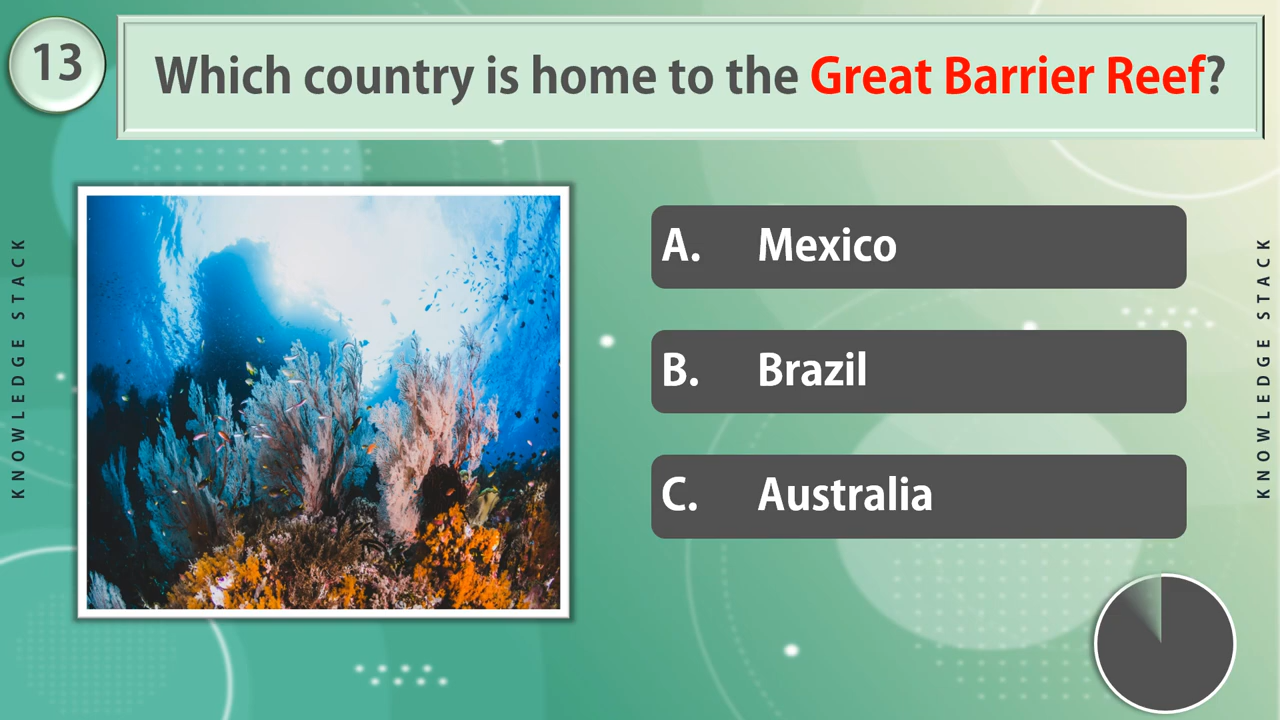 13
Which country is home to the Great Barrier Reef?
KNOWLEDGE STACK
A. Mexico
B. Brazil
C. Australia
KNOWLEDGE STACK